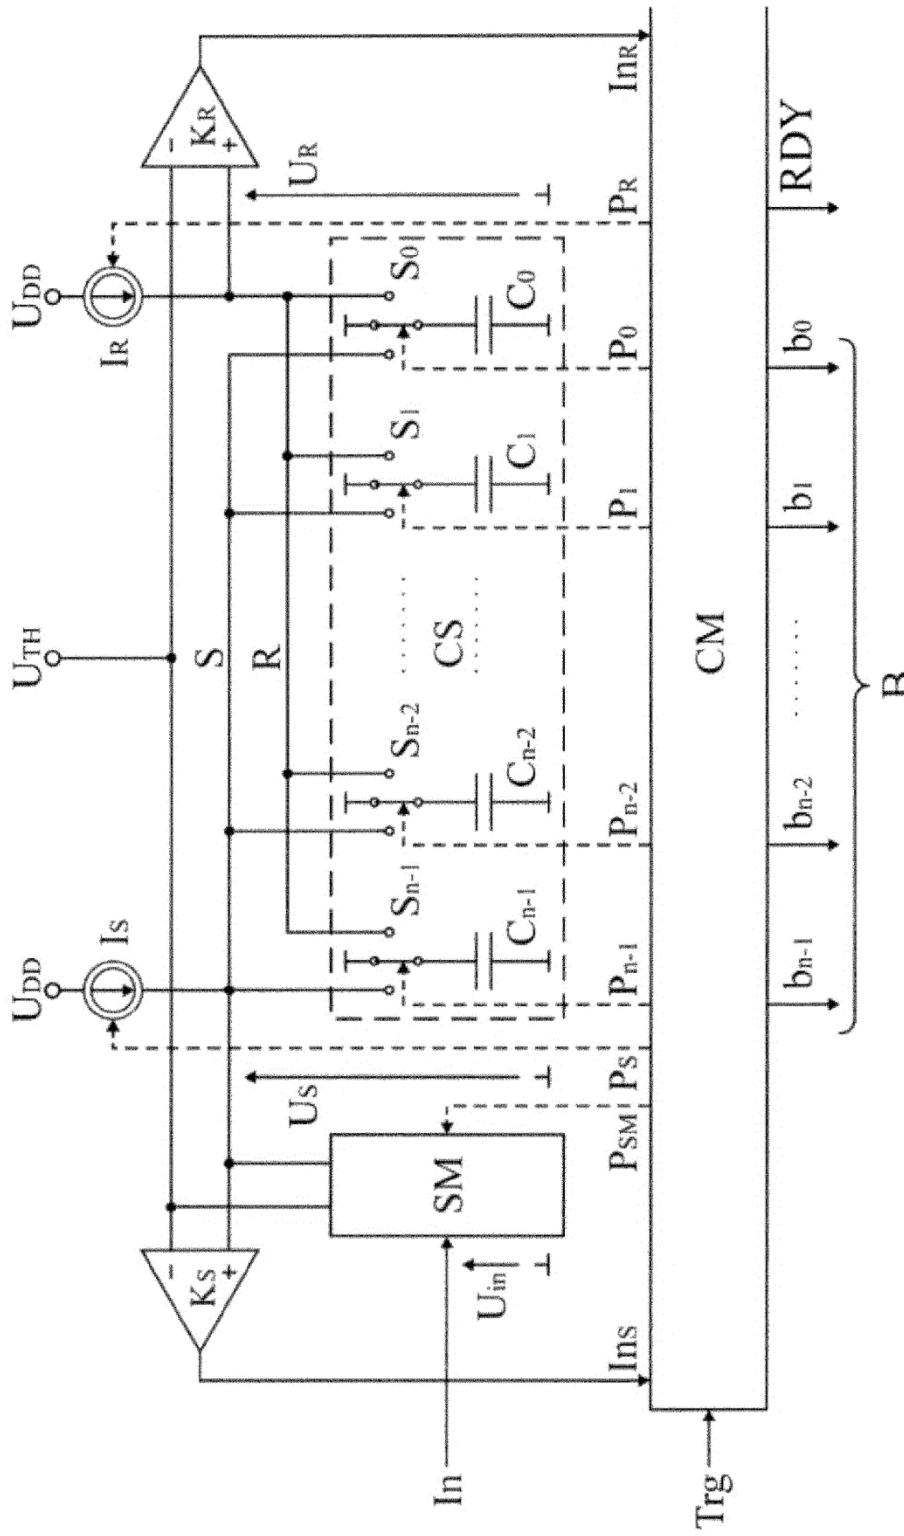 UDD UTH UDD
IS IR
KS - + S R KR - +
US UR
Sn-1 Sn-2 S1 S0
SM CS
Cn-1 Cn-2 C1 C0
Uin
In
InS PSM PS Pn-1 Pn-2 P1 P0 PR InR
Trg CM
bn-1 bn-2 b1 b0 RDY
B